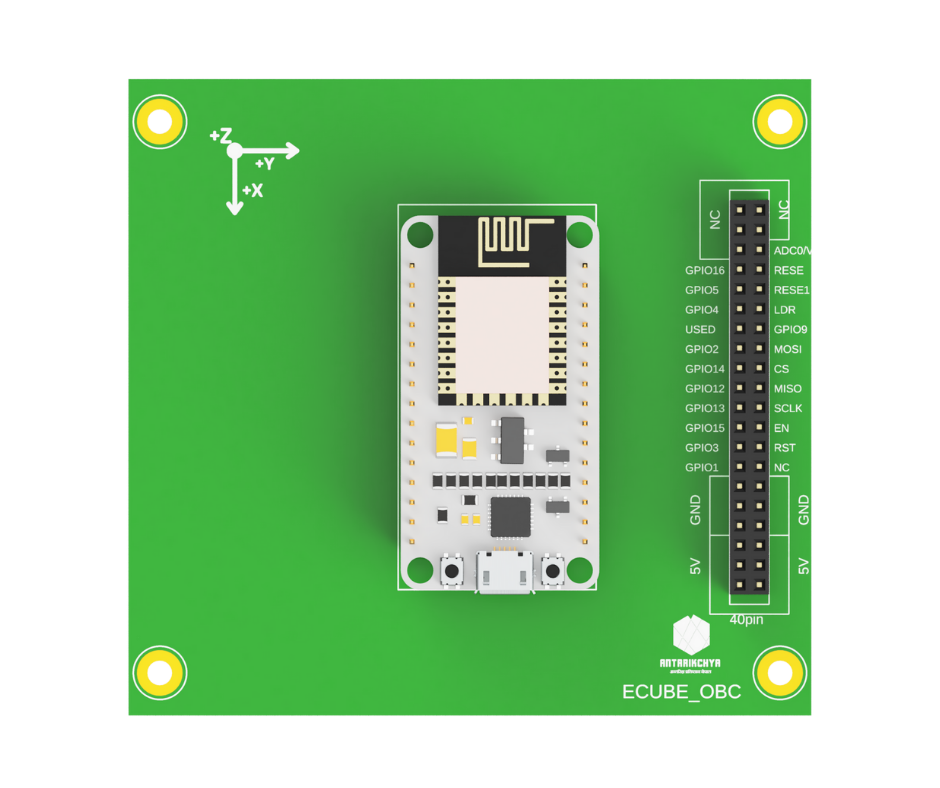 +Z
+Y
+X
NC
NC
ADC0/V
GPIO16
RESE
GPIO5
RESE1
GPIO4
LDR
USED
GPIO9
GPIO2
MOSI
GPIO14
CS
GPIO12
MISO
GPIO13
SCLK
GPIO15
EN
GPIO3
RST
GPIO1
NC
GND
GND
5V
5V
40pin
ANTARIKCHYA
ECUBE_OBC